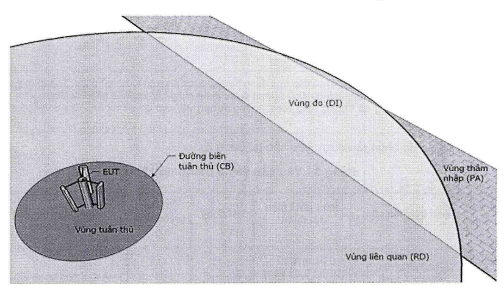 Vùng đo (DI)
Đường biên
tuân thủ (CB)
EUT
Vùng thâm
nhập (PA)
Vùng tuân thủ
Vùng liên quan (RD)